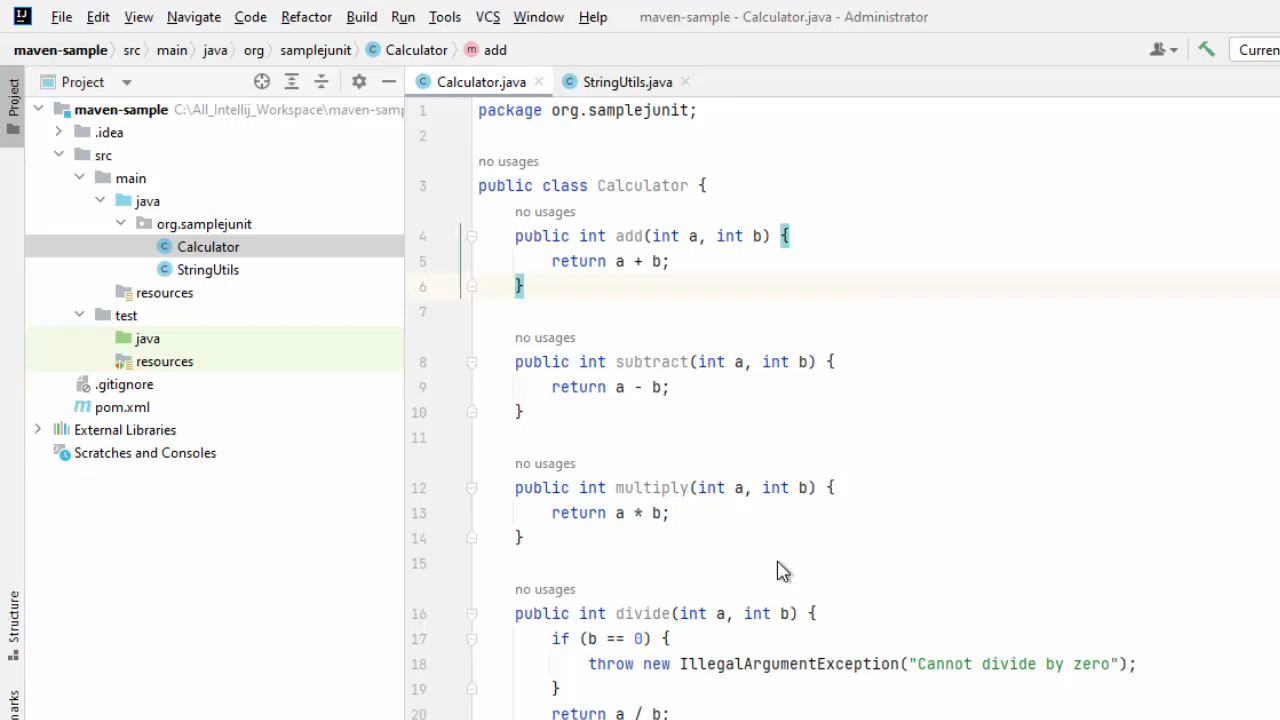 File Edit View Navigate Code Refactor Build Run Tools VCS Window Help maven-sample - Calculator.java - Administrator
maven-sample src main java org samplejunit Calculator add
Project
Calculator.java StringUtils.java
Project
maven-sample C:\All_Intellij_Workspace\maven-samp
.idea
src
main
java
org.samplejunit
Calculator
StringUtils
resources
test
java
resources
.gitignore
pom.xml
External Libraries
Scratches and Consoles
Structure
1 package org.samplejunit;
2
no usages
3 public class Calculator {
no usages
4 public int add(int a, int b) {
5 return a + b;
6 }
7
no usages
8 public int subtract(int a, int b) {
9 return a - b;
10 }
11
no usages
12 public int multiply(int a, int b) {
13 return a * b;
14 }
15
no usages
16 public int divide(int a, int b) {
17 if (b == 0) {
18 throw new IllegalArgumentException("Cannot divide by zero");
19 }
20 return a / b;